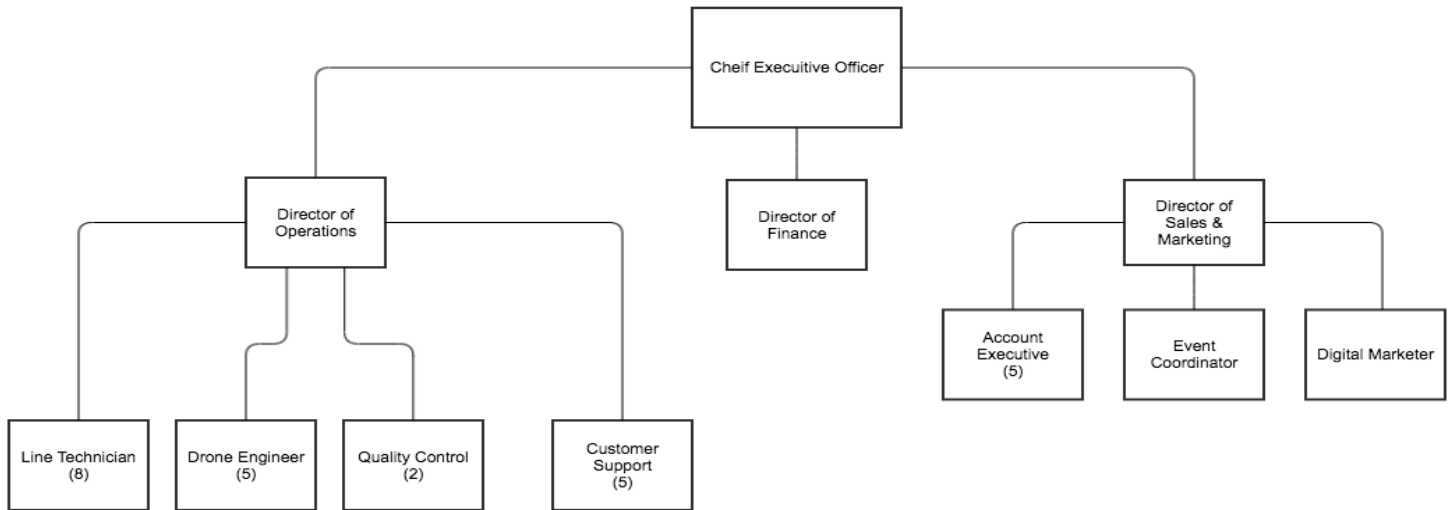 Cheif Execuitive Officer
Director of
Operations
Director of
Finance
Director of
Sales &
Marketing
Account
Executive
(5)
Event
Coordinator
Digital Marketer
Line Technician
(8)
Drone Engineer
(5)
Quality Control
(2)
Customer
Support
(5)